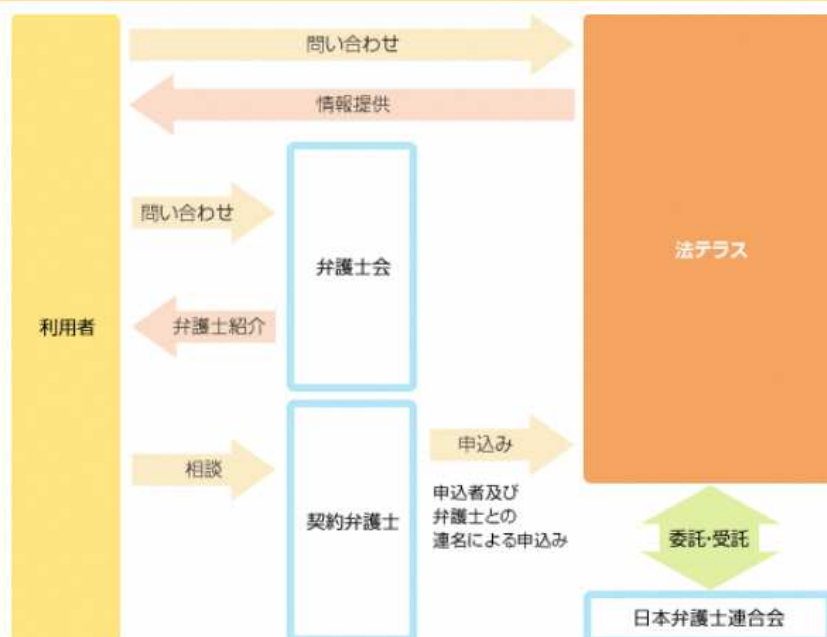 問い合わせ
情報提供
問い合わせ
弁護士会
法テラス
利用者
弁護士紹介
相談
申込み
契約弁護士
申込者及び
弁護士との
連名による申込み
委託・受託
日本弁護士連合会